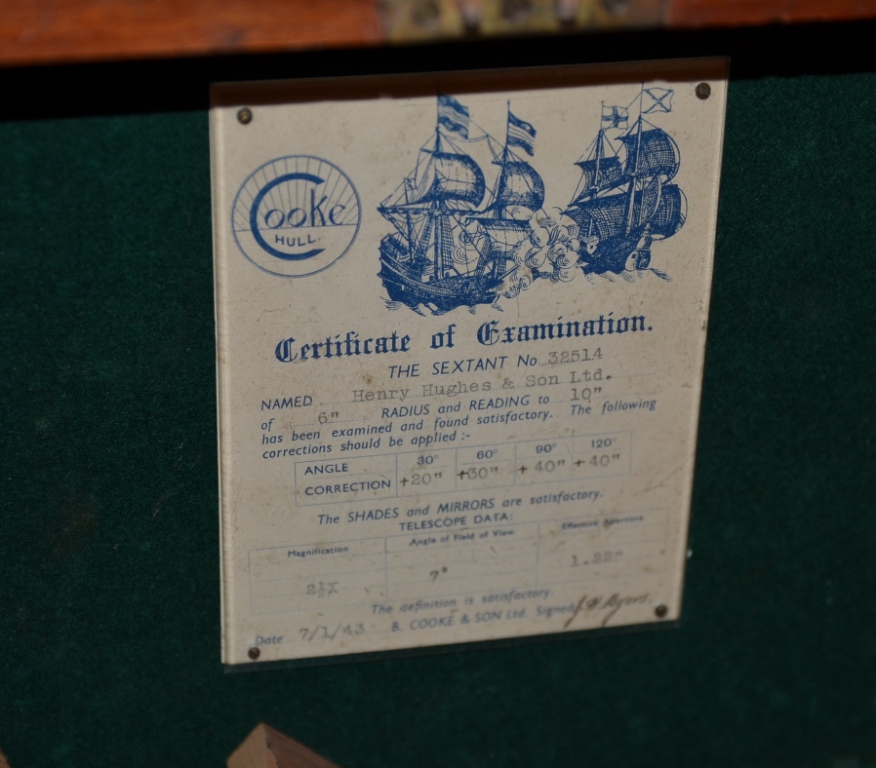 Cooke
HULL.
Certificate of Examination.
THE SEXTANT No 32514
NAMED Henry Hughes & Son Ltd.
of 6" RADIUS and READING to 10"
has been examined and found satisfactory. The following
corrections should be applied :-
ANGLE 30° 60° 90° 120°
CORRECTION +20" +30" +40" +40"
The SHADES and MIRRORS are satisfactory.
TELESCOPE DATA:
Magnification Angle of Field of View Effective Aperture
2½X 7° 1.22"
The definition is satisfactory.
Date 7/1/43 B. COOKE & SON Ltd. Signed